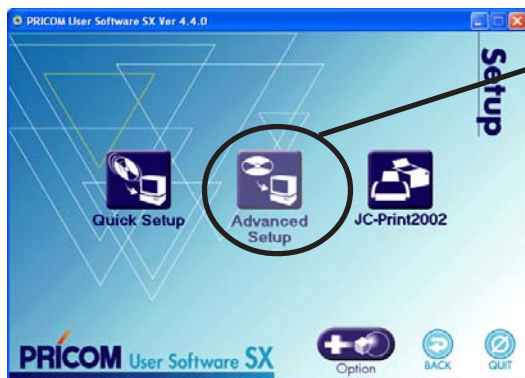 PRICOM User Software SX Ver 4.4.0
Setup
Quick Setup
Advanced
Setup
JC-Print2002
PRICOM User Software SX
Option
BACK
QUIT